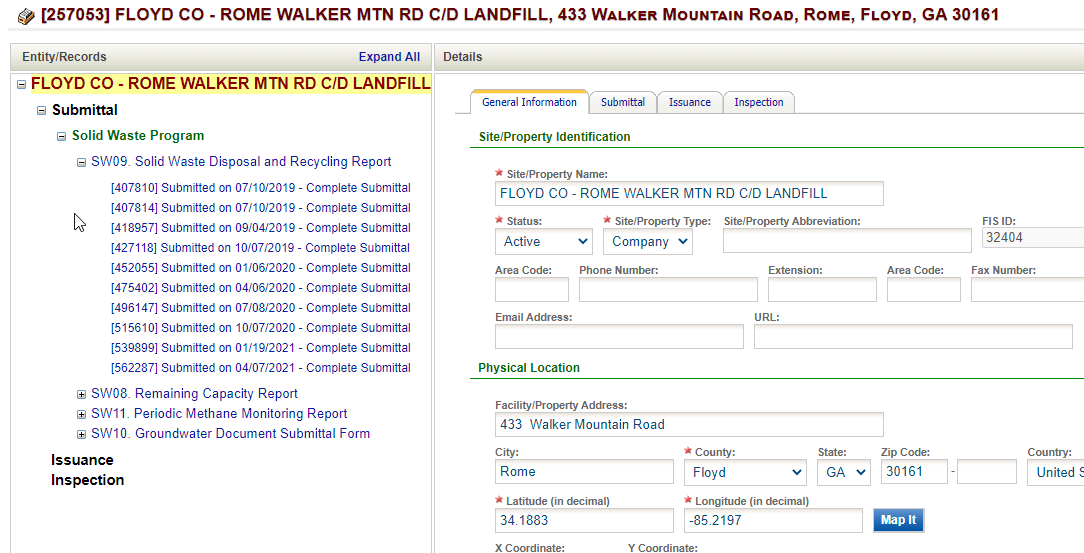 [257053] FLOYD CO - ROME WALKER MTN RD C/D LANDFILL, 433 WALKER MOUNTAIN ROAD, ROME, FLOYD, GA 30161
Entity/Records Expand All
FLOYD CO - ROME WALKER MTN RD C/D LANDFILL
Submittal
Solid Waste Program
SW09. Solid Waste Disposal and Recycling Report
[407810] Submitted on 07/10/2019 - Complete Submittal
[407814] Submitted on 07/10/2019 - Complete Submittal
[418957] Submitted on 09/04/2019 - Complete Submittal
[427118] Submitted on 10/07/2019 - Complete Submittal
[452055] Submitted on 01/06/2020 - Complete Submittal
[475402] Submitted on 04/06/2020 - Complete Submittal
[496147] Submitted on 07/08/2020 - Complete Submittal
[515610] Submitted on 10/07/2020 - Complete Submittal
[539899] Submitted on 01/19/2021 - Complete Submittal
[562287] Submitted on 04/07/2021 - Complete Submittal
SW08. Remaining Capacity Report
SW11. Periodic Methane Monitoring Report
SW10. Groundwater Document Submittal Form
Issuance
Inspection
Details
General Information Submittal Issuance Inspection
Site/Property Identification
* Site/Property Name:
FLOYD CO - ROME WALKER MTN RD C/D LANDFILL
* Status: * Site/Property Type: Site/Property Abbreviation: FIS ID:
Active Company 32404
Area Code: Phone Number: Extension: Area Code: Fax Number:
Email Address: URL:
Physical Location
Facility/Property Address:
433 Walker Mountain Road
City: * County: State: Zip Code: Country:
Rome Floyd GA 30161 - United S
* Latitude (in decimal) * Longitude (in decimal)
34.1883 -85.2197 Map It
X Coordinate: Y Coordinate: